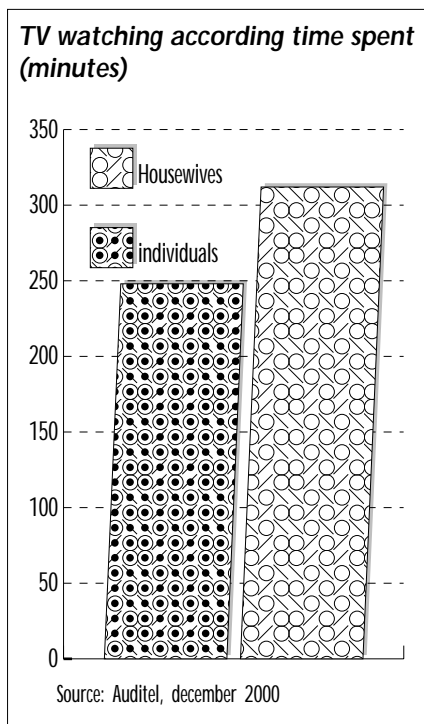 TV watching according time spent
(minutes)
350
Housewives
300
individuals
250
200
150
100
50
0
Source: Auditel, december 2000